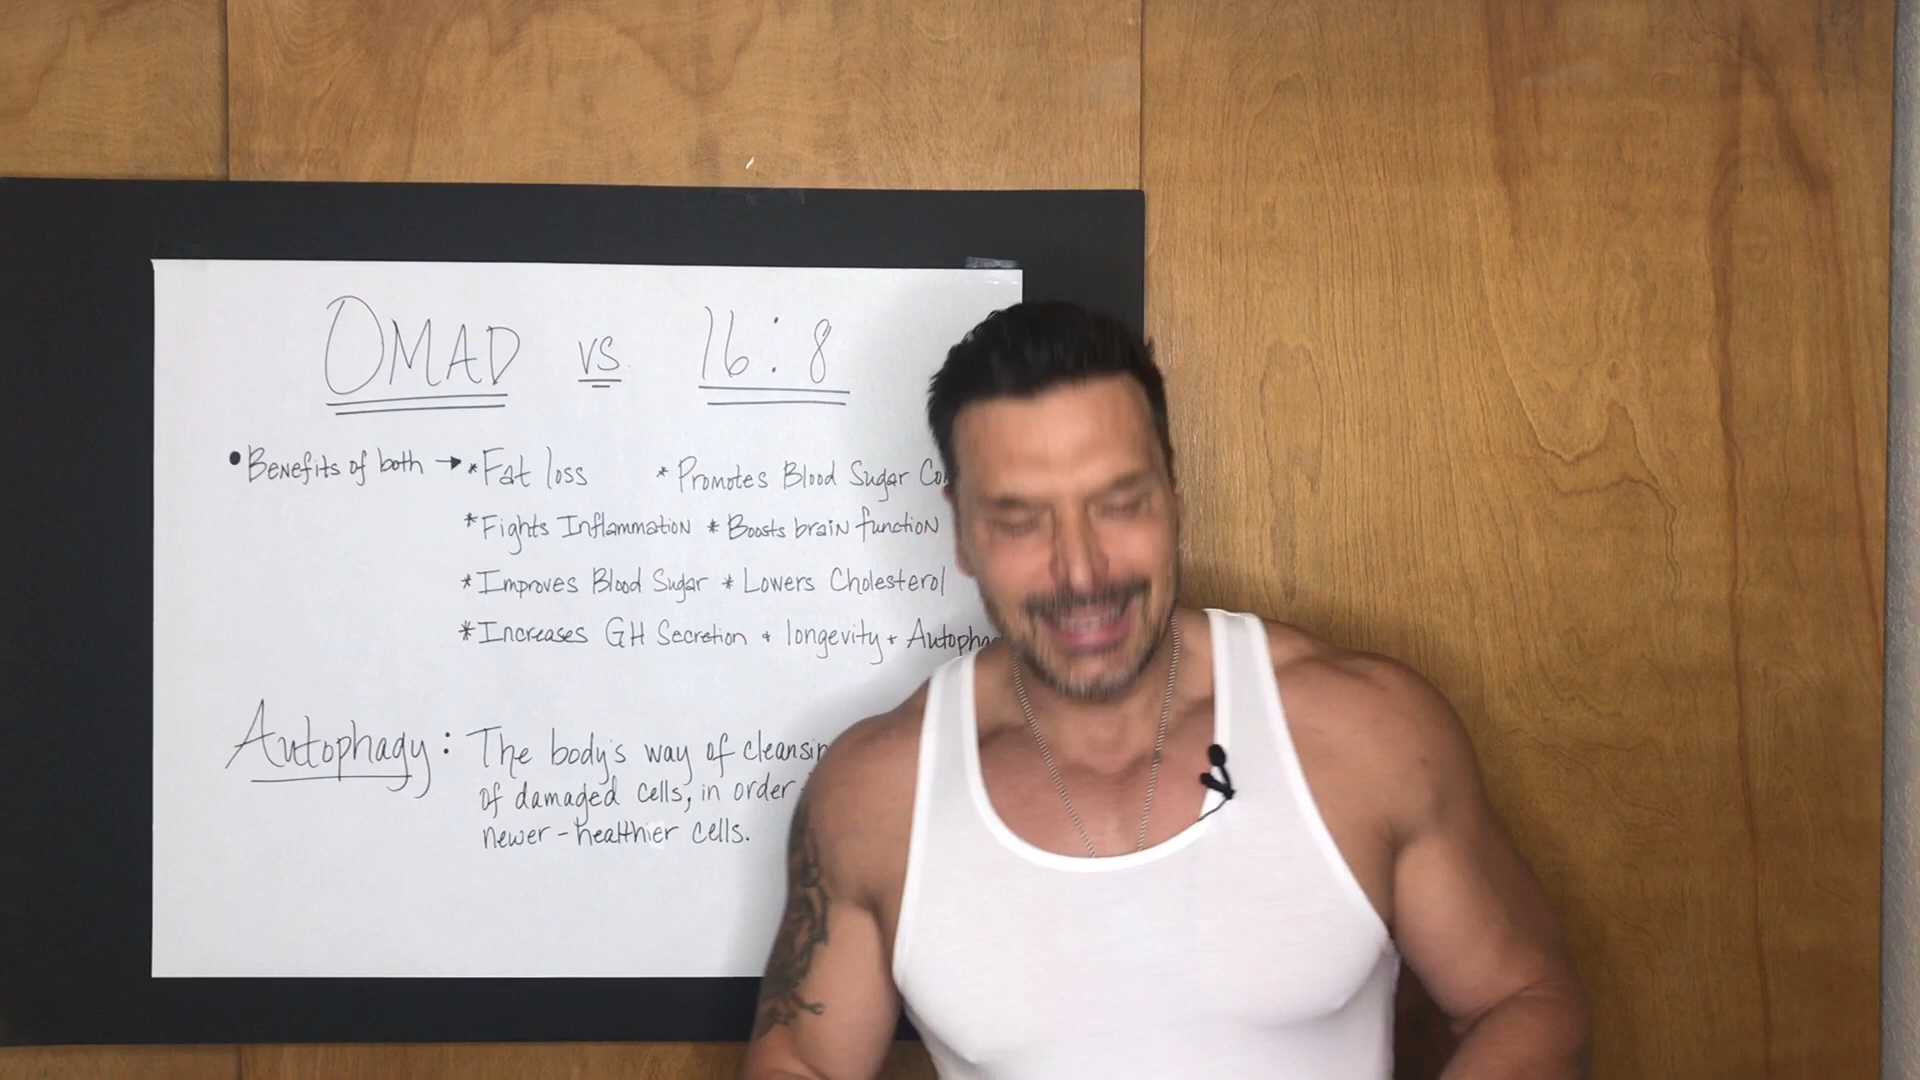 OMAD vs 16:8
• Benefits of both → * Fat loss * Promotes Blood Sugar
* Fights Inflammation * Boosts brain function
* Improves Blood Sugar * Lowers Cholesterol
* Increases GH Secretion + longevity +
Autophagy: The body's way of
of damaged cells, in order
newer-healthier cells.